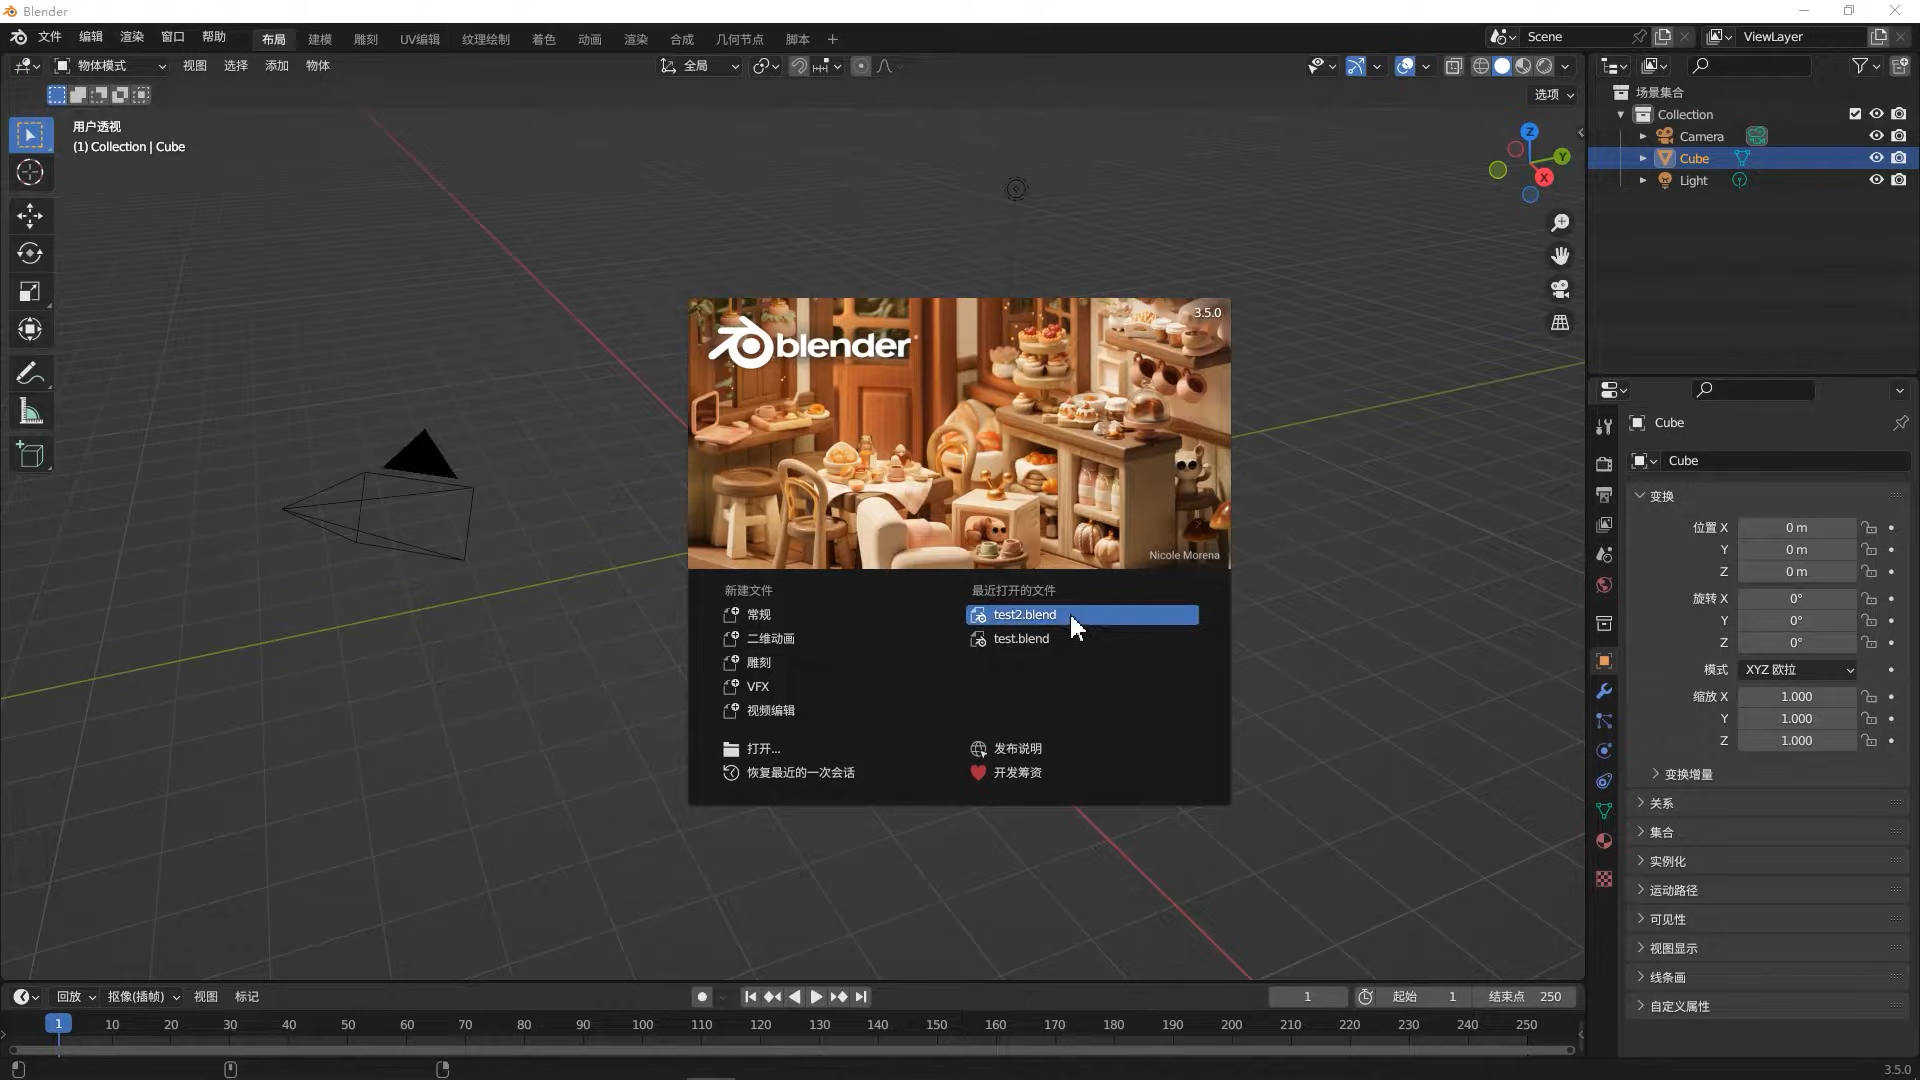 Blender
文件 编辑 渲染 窗口 帮助 布局 建模 雕刻 UV编辑 纹理绘制 着色 动画 渲染 合成 几何节点 脚本 + Scene ViewLayer
物体模式 视图 选择 添加 物体 全局
选项
用户透视
(1) Collection | Cube
Z
Y
X
场景集合
Collection
Camera
Cube
Light
blender
3.5.0
Nicole Morena
新建文件
常规
二维动画
雕刻
VFX
视频编辑
打开...
恢复最近的一次会话
最近打开的文件
test2.blend
test.blend
发布说明
开发筹资
Cube
Cube
变换
位置 X 0 m
Y 0 m
Z 0 m
旋转 X 0°
Y 0°
Z 0°
模式 XYZ 欧拉
缩放 X 1.000
Y 1.000
Z 1.000
变换增量
关系
集合
实例化
运动路径
可见性
视图显示
线条画
自定义属性
回放 抠像(插帧) 视图 标记 1 起始 1 结束点 250
1 10 20 30 40 50 60 70 80 90 100 110 120 130 140 150 160 170 180 190 200 210 220 230 240 250
3.5.0